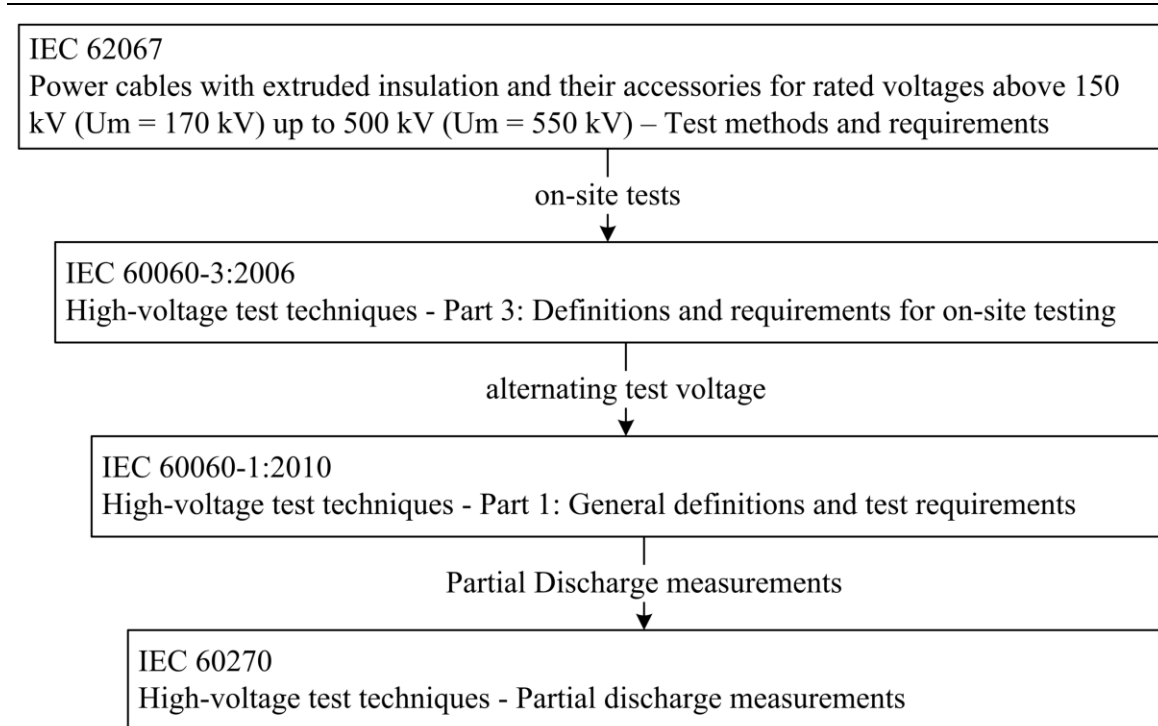 IEC 62067
Power cables with extruded insulation and their accessories for rated voltages above 150
kV (Um = 170 kV) up to 500 kV (Um = 550 kV) – Test methods and requirements
on-site tests
IEC 60060-3:2006
High-voltage test techniques - Part 3: Definitions and requirements for on-site testing
alternating test voltage
IEC 60060-1:2010
High-voltage test techniques - Part 1: General definitions and test requirements
Partial Discharge measurements
IEC 60270
High-voltage test techniques - Partial discharge measurements